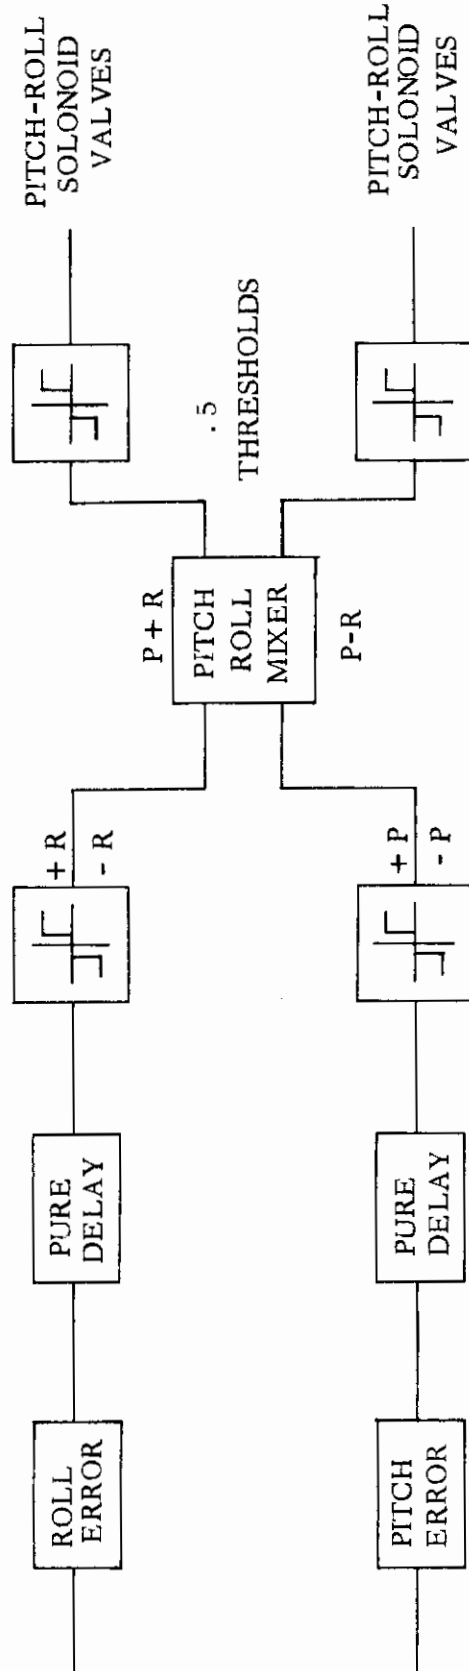 ROLL
ERROR
PURE
DELAY
+ R
- R
PITCH
ERROR
PURE
DELAY
+ P
- P
P + R
PITCH
ROLL
MIXER
P-R
.5
THRESHOLDS
PITCH-ROLL
SOLONOID
VALVES
PITCH-ROLL
SOLONOID
VALVES